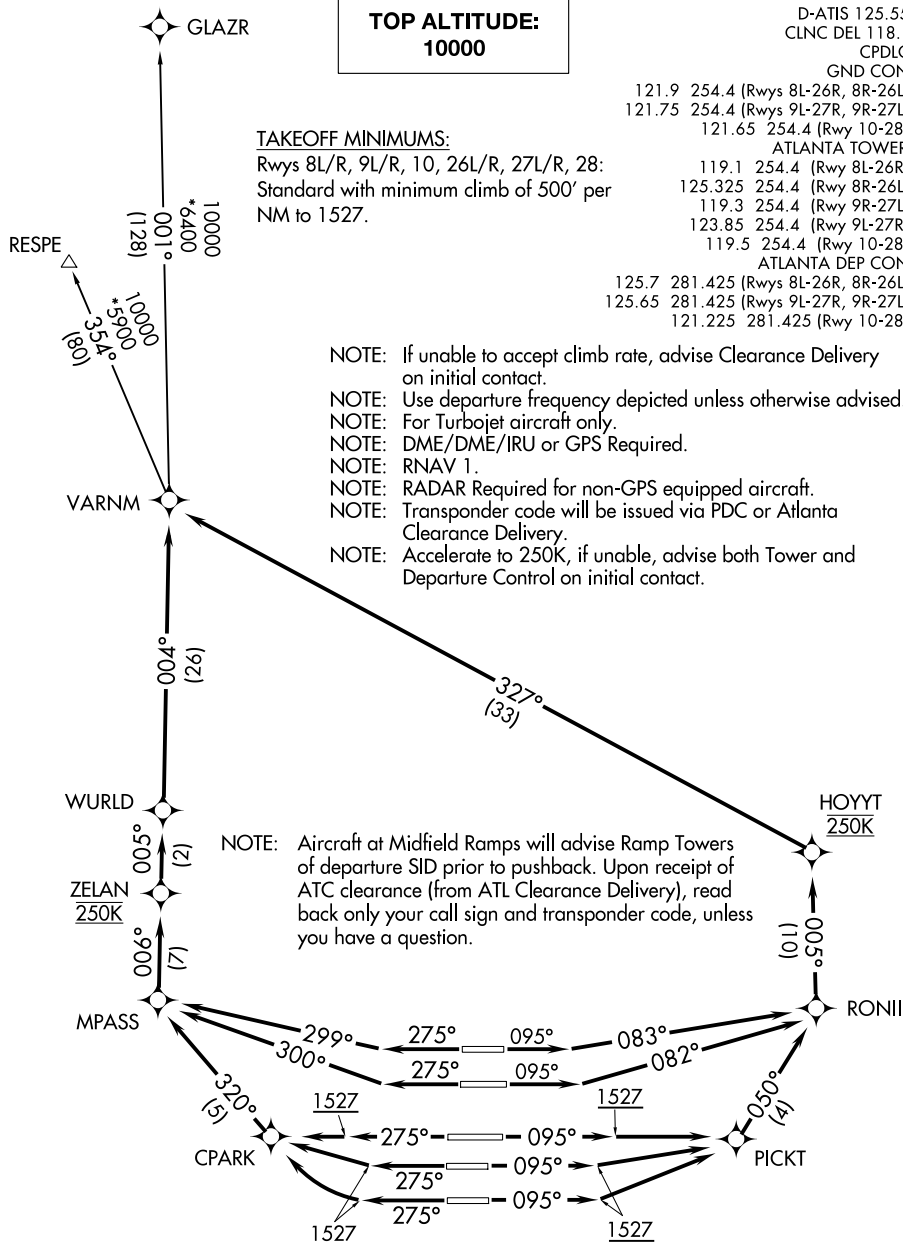 GLAZR
TOP ALTITUDE:
10000
D-ATIS 125.55
CLNC DEL 118.
CPDLC
GND CON
121.9 254.4 (Rwys 8L-26R, 8R-26L
121.75 254.4 (Rwys 9L-27R, 9R-27L
121.65 254.4 (Rwy 10-28
ATLANTA TOWER
119.1 254.4 (Rwy 8L-26R
125.325 254.4 (Rwy 8R-26L
119.3 254.4 (Rwy 9R-27L
123.85 254.4 (Rwy 9L-27R
119.5 254.4 (Rwy 10-28
ATLANTA DEP CON
125.7 281.425 (Rwys 8L-26R, 8R-26L
125.65 281.425 (Rwys 9L-27R, 9R-27L
121.225 281.425 (Rwy 10-28
TAKEOFF MINIMUMS:
Rwys 8L/R, 9L/R, 10, 26L/R, 27L/R, 28:
Standard with minimum climb of 500' per
NM to 1527.
10000
*6400
001°
(128)
RESPE
10000
*5900
354°
(80)
NOTE: If unable to accept climb rate, advise Clearance Delivery
on initial contact.
NOTE: Use departure frequency depicted unless otherwise advised
NOTE: For Turbojet aircraft only.
NOTE: DME/DME/IRU or GPS Required.
NOTE: RNAV 1.
NOTE: RADAR Required for non-GPS equipped aircraft.
NOTE: Transponder code will be issued via PDC or Atlanta
Clearance Delivery.
NOTE: Accelerate to 250K, if unable, advise both Tower and
Departure Control on initial contact.
VARNM
004°
(26)
327°
(33)
WURLD
HOYYT
250K
005°
(2)
ZELAN
250K
NOTE: Aircraft at Midfield Ramps will advise Ramp Towers
of departure SID prior to pushback. Upon receipt of
ATC clearance (from ATL Clearance Delivery), read
back only your call sign and transponder code, unless
you have a question.
006°
(7)
005°
(10)
MPASS
RONII
299° 275° 095° 083°
300° 275° 095° 082°
320°
(5)
1527
1527
050°
(4)
275° 095°
CPARK
PICKT
275° 095°
275° 095°
1527
1527